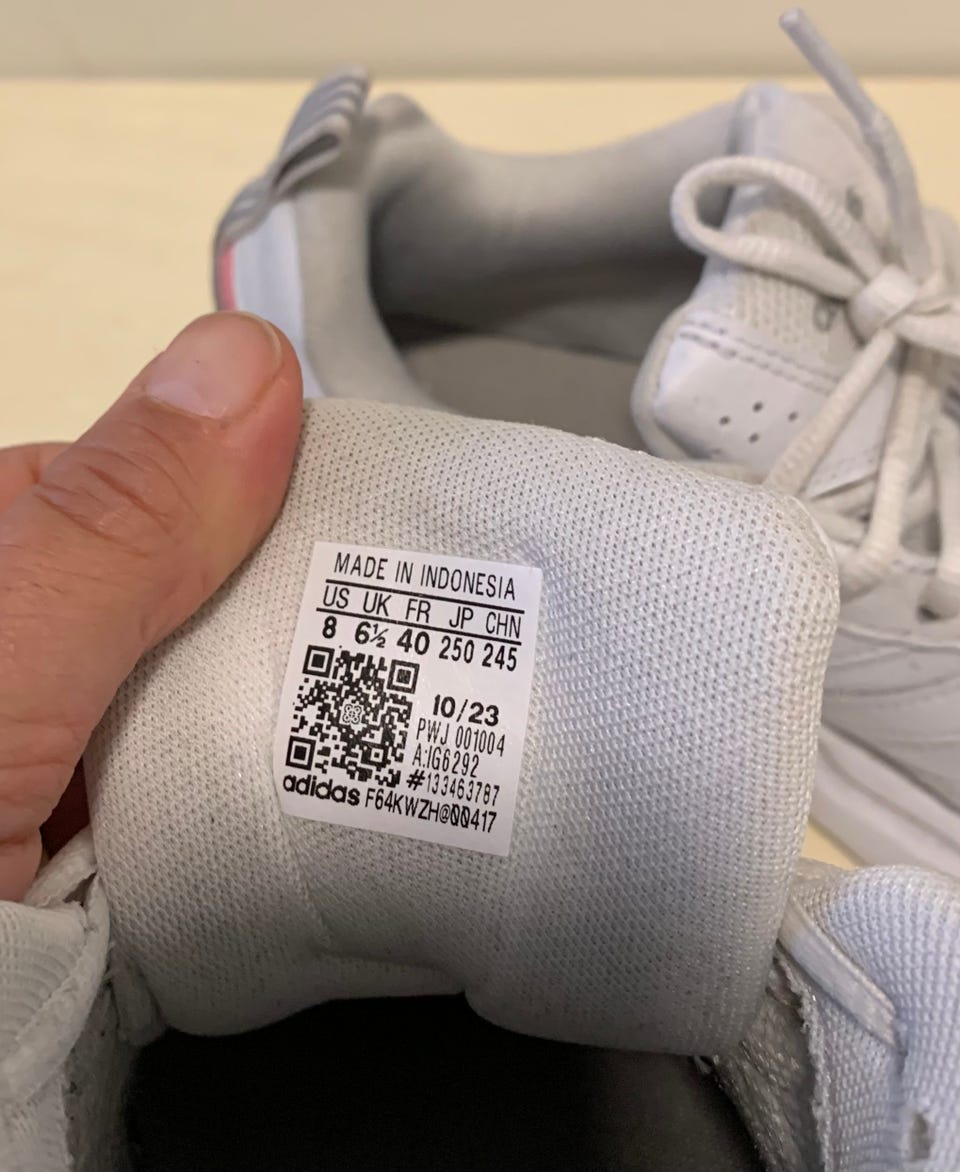 MADE IN INDONESIA
US UK FR JP CHN
8 6½ 40 250 245
10/23
PWJ 001004
A:IG6292
#133463787
adidas F64KWZH@00417